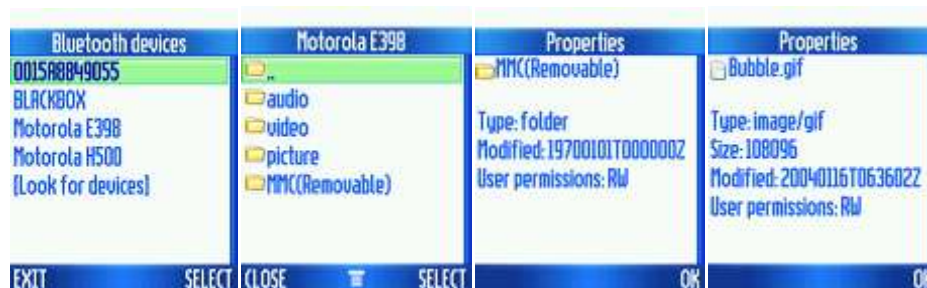 Bluetooth devices
0015A8849055
BLACKBOX
Motorola E398
Motorola H500
[Look for devices]
EXIT SELECT
Motorola E398
..
audio
video
picture
MMC(Removable)
CLOSE SELECT
Properties
MMC(Removable)
Type: folder
Modified: 19700101T000000Z
User permissions: RW
OK
Properties
Bubble.gif
Type: image/gif
Size: 108096
Modified: 20040116T063602Z
User permissions: RW
OK